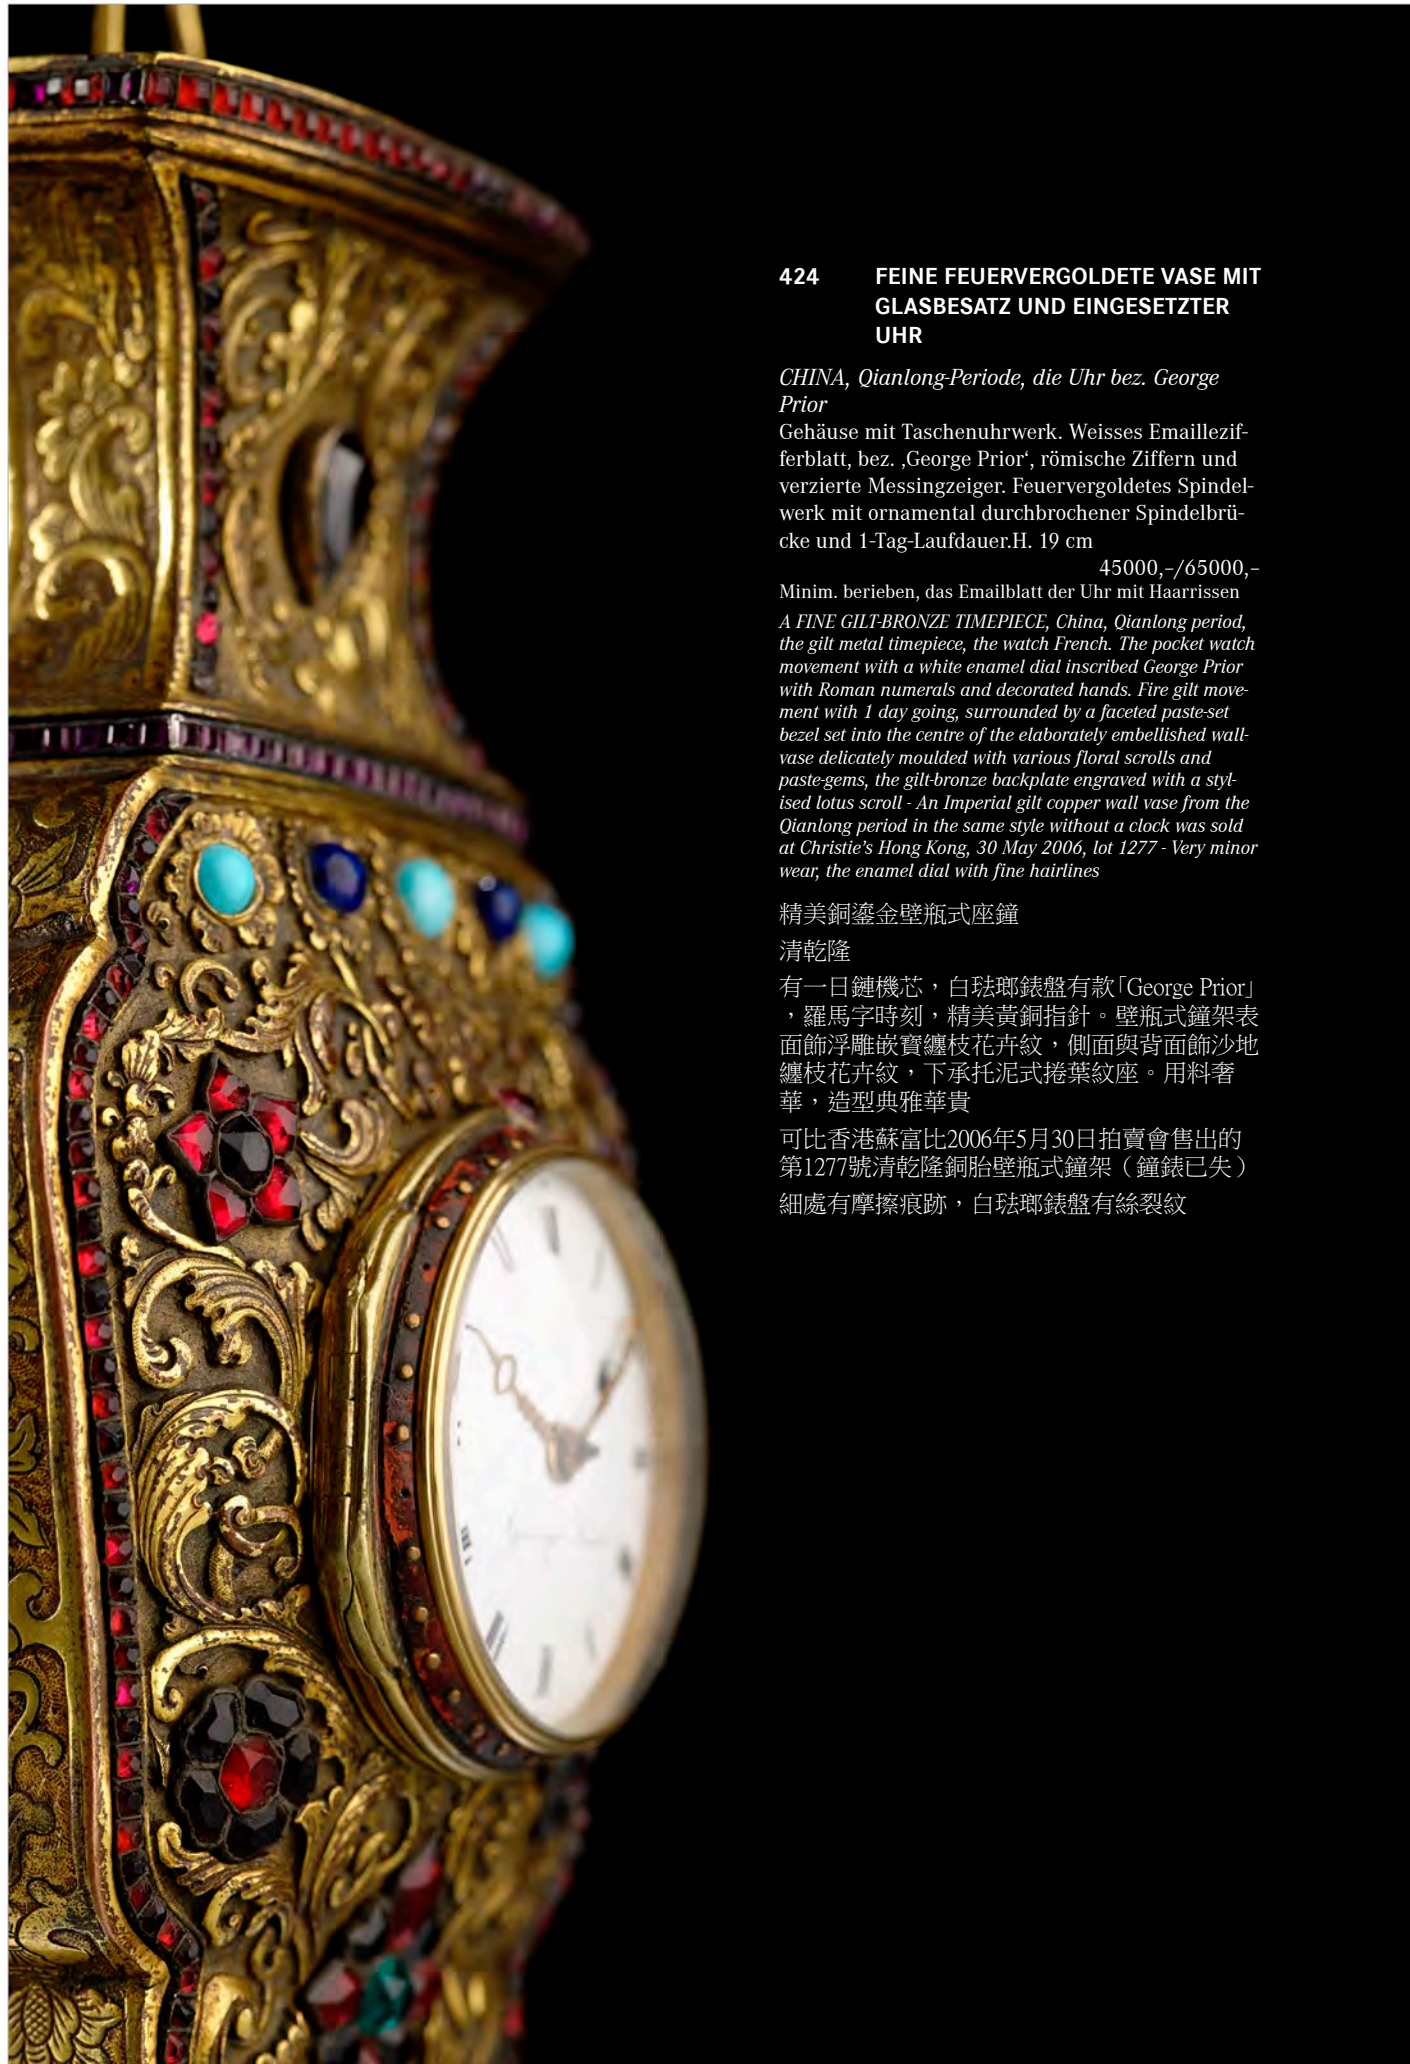 424 FEINE FEUERVERGOLDETE VASE MIT
GLASBESATZ UND EINGESETZTER
UHR
CHINA, Qianlong-Periode, die Uhr bez. George
Prior
Gehäuse mit Taschenuhrwerk. Weisses Emaillezif-
ferblatt, bez. ‚George Prior‘, römische Ziffern und
verzierte Messingzeiger. Feuervergoldetes Spindel-
werk mit ornamental durchbrochener Spindelbrü-
cke und 1-Tag-Laufdauer.H. 19 cm
45000,–/65000,–
Minim. berieben, das Emailblatt der Uhr mit Haarrissen
A FINE GILT-BRONZE TIMEPIECE, China, Qianlong period,
the gilt metal timepiece, the watch French. The pocket watch
movement with a white enamel dial inscribed George Prior
with Roman numerals and decorated hands. Fire gilt move-
ment with 1 day going, surrounded by a faceted paste-set
bezel set into the centre of the elaborately embellished wall-
vase delicately moulded with various floral scrolls and
paste-gems, the gilt-bronze backplate engraved with a styl-
ised lotus scroll - An Imperial gilt copper wall vase from the
Qianlong period in the same style without a clock was sold
at Christie's Hong Kong, 30 May 2006, lot 1277 - Very minor
wear, the enamel dial with fine hairlines
精美銅鎏金壁瓶式座鐘
清乾隆
有一日鏈機芯，白琺瑯錶盤有款「George Prior」
，羅馬字時刻，精美黃銅指針。壁瓶式鐘架表
面飾浮雕嵌寶纏枝花卉紋，側面與背面飾沙地
纏枝花卉紋，下承托泥式捲葉紋座。用料奢
華，造型典雅華貴
可比香港蘇富比2006年5月30日拍賣會售出的
第1277號清乾隆銅胎壁瓶式鐘架（鐘錶已失）
細處有摩擦痕跡，白琺瑯錶盤有絲裂紋